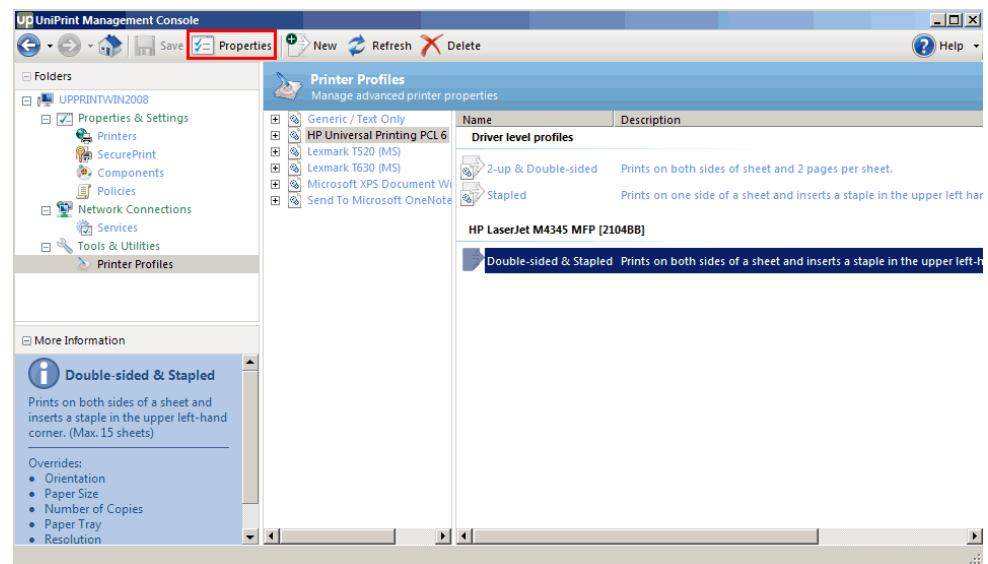 UP UniPrint Management Console
Save Properties New Refresh Delete Help
Folders
UPPRINTWIN2008
Properties & Settings
Printers
SecurePrint
Components
Policies
Network Connections
Services
Tools & Utilities
Printer Profiles
More Information
Double-sided & Stapled
Prints on both sides of a sheet and
inserts a staple in the upper left-hand
corner. (Max. 15 sheets)
Overrides:
• Orientation
• Paper Size
• Number of Copies
• Paper Tray
• Resolution
Printer Profiles
Manage advanced printer properties
Generic / Text Only
HP Universal Printing PCL 6
Lexmark T520 (MS)
Lexmark T630 (MS)
Microsoft XPS Document Wi
Send To Microsoft OneNote
Name Description
Driver level profiles
2-up & Double-sided Prints on both sides of sheet and 2 pages per sheet.
Stapled Prints on one side of a sheet and inserts a staple in the upper left har
HP LaserJet M4345 MFP [2104BB]
Double-sided & Stapled Prints on both sides of a sheet and inserts a staple in the upper left-h